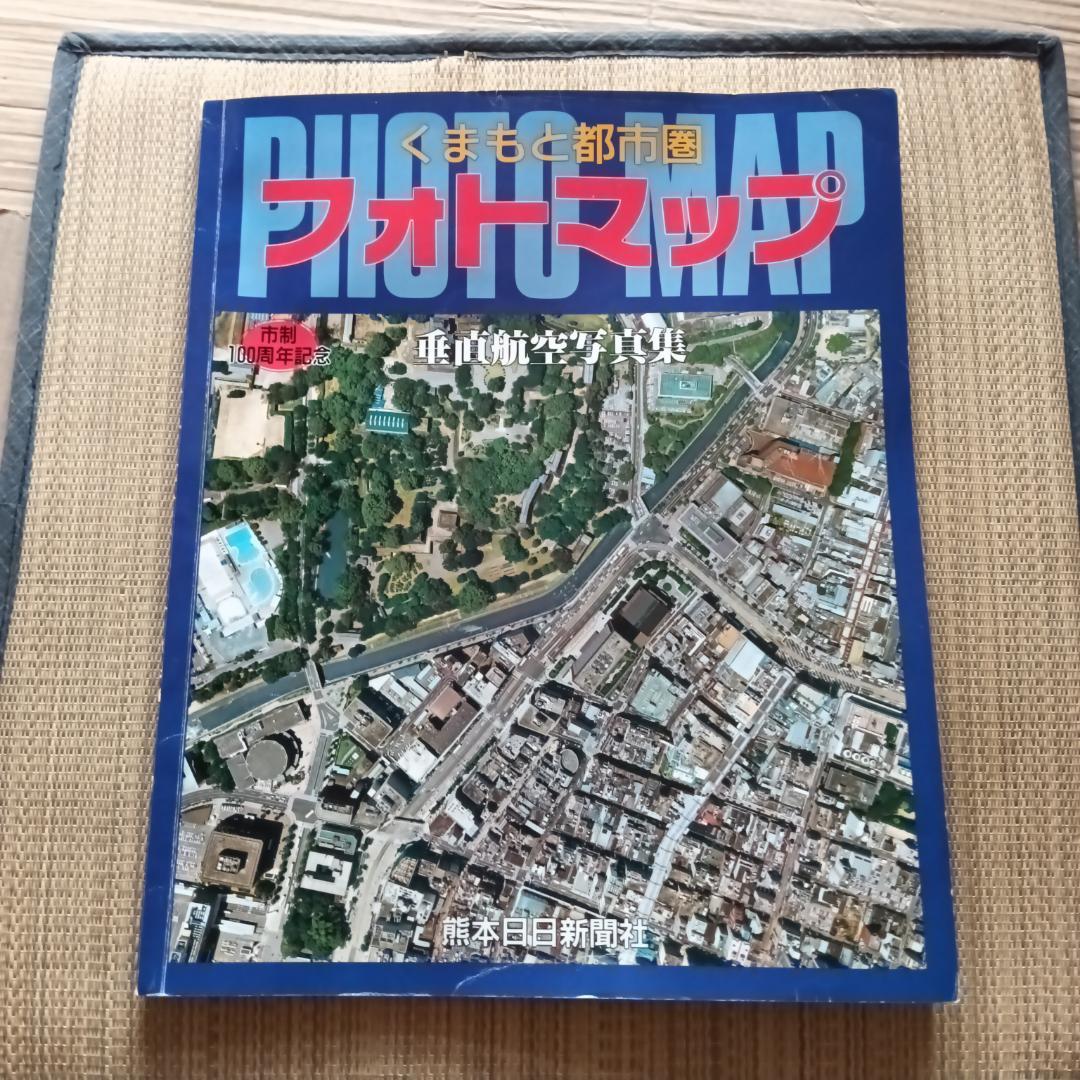 PHOTO MAP
くまもと都市圏
フォトマップ
市制
100周年記念
垂直航空写真集
熊本日日新聞社